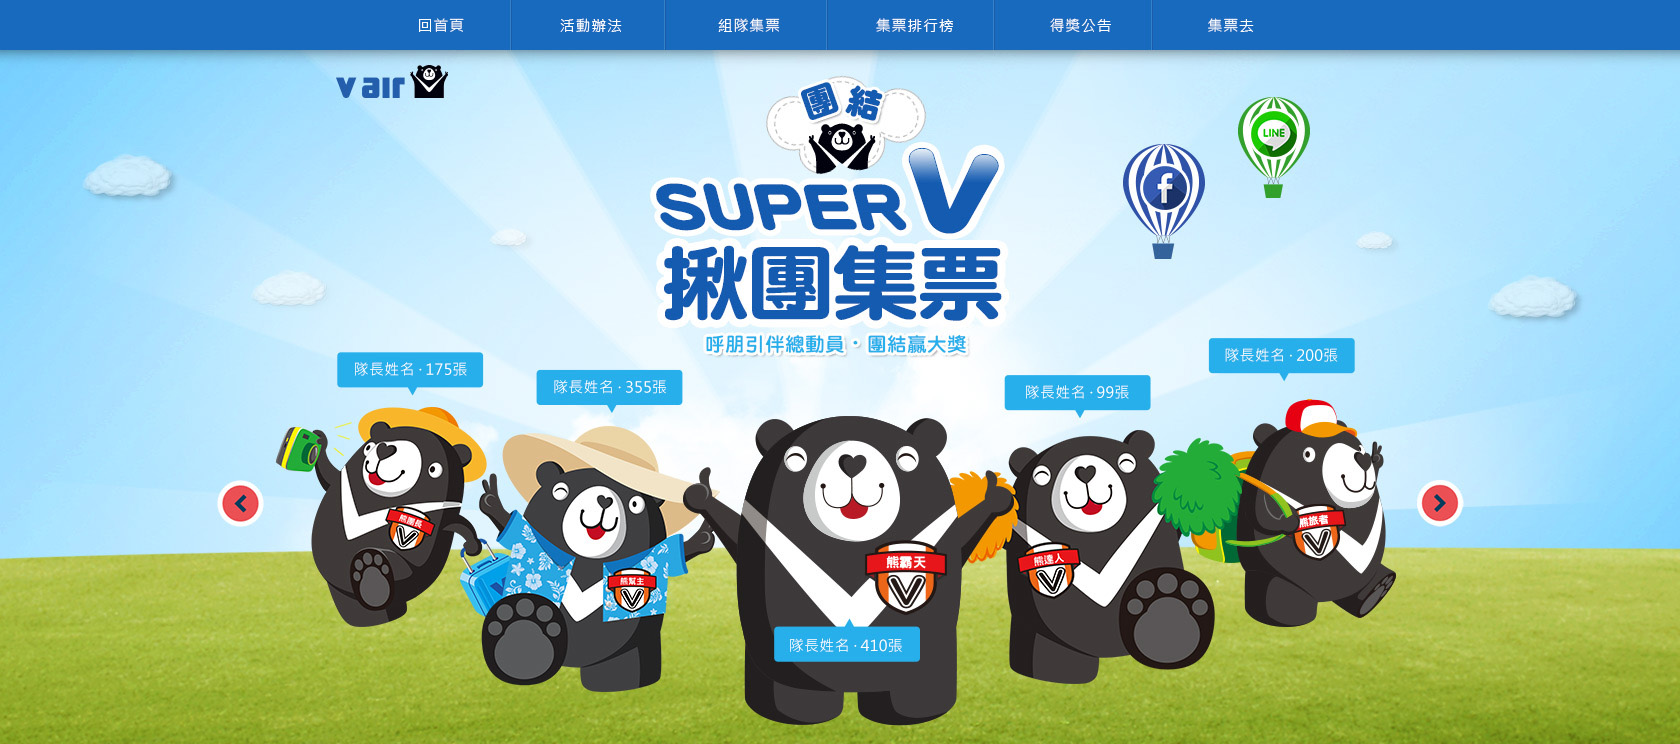 回首頁
活動辦法
組隊集票
集票排行榜
得獎公告
集票去
v air
團結
SUPER V
揪團集票
呼朋引伴總動員・團結贏大獎
隊長姓名·175張
隊長姓名·355張
隊長姓名·99張
隊長姓名·200張
LINE
f
熊團長
V
熊幫主
V
熊霸天
V
熊達人
V
熊旅者
V
隊長姓名·410張